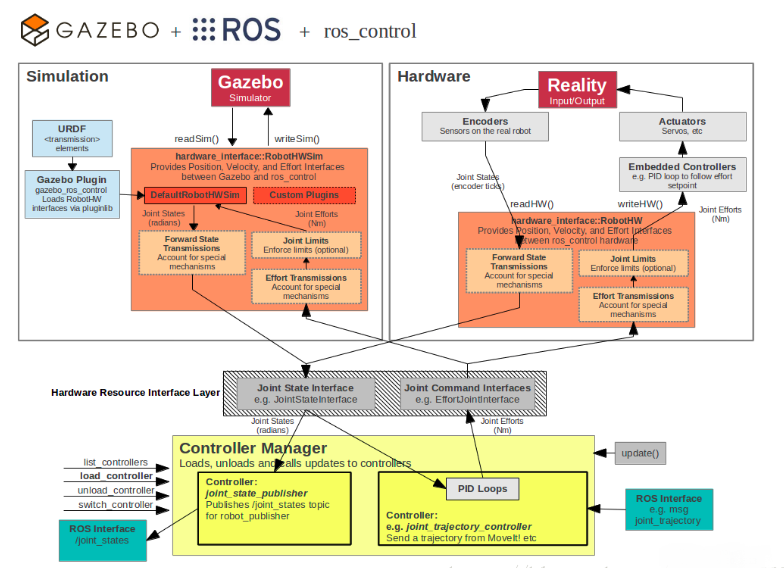 GAZEBO + ROS + ros_control
Simulation
Gazebo
Simulator
URDF
<transmission>
elements
readSim()
writeSim()
Gazebo Plugin
gazebo_ros_control
Loads RobotHW
interfaces via pluginlib
hardware_interface::RobotHWSim
Provides Position, Velocity, and Effort Interfaces
between Gazebo and ros_control
DefaultRobotHWSim
Custom Plugins
Joint States
(radians)
Joint Efforts
(Nm)
Forward State
Transmissions
Account for special
mechanisms
Joint Limits
Enforce limits (optional)
Effort Transmissions
Account for special
mechanisms
Hardware
Reality
Input/Output
Encoders
Sensors on the real robot
Actuators
Servos, etc
Embedded Controllers
e.g. PID loop to follow effort
setpoint
Joint States
(encoder ticks)
readHW()
writeHW()
Joint Efforts
(Nm)
hardware_interface::RobotHW
Provides Position, Velocity, and Effort Interfaces
between ros_control hardware
Forward State
Transmissions
Account for special
mechanisms
Joint Limits
Enforce limits (optional)
Effort Transmissions
Account for special
mechanisms
Hardware Resource Interface Layer
Joint State Interface
e.g. JointStateInterface
Joint Command Interfaces
e.g. EffortJointInterface
Joint States
(radians)
Joint Efforts
(Nm)
Controller Manager
Loads, unloads and calls updates to controllers
update()
list_controllers
load_controller
unload_controller
switch_controller
Controller:
joint_state_publisher
Publishes /joint_states topic
for robot_publisher
PID Loops
Controller:
e.g. joint_trajectory_controller
Send a trajectory from MoveIt! etc
ROS Interface
e.g. msg
joint_trajectory
ROS Interface
/joint_states